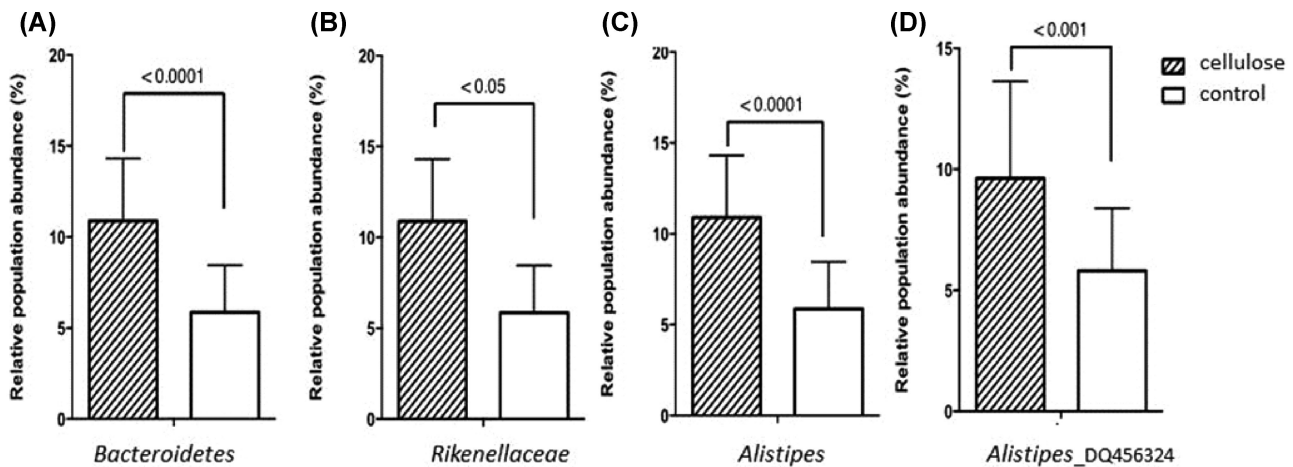 (A)
Relative population abundance (%)
20
15
10
5
0
< 0.0001
Bacteroidetes
(B)
Relative population abundance (%)
20
15
10
5
0
< 0.05
Rikenellaceae
(C)
Relative population abundance (%)
20
15
10
5
0
< 0.0001
Alistipes
(D)
Relative population abundance (%)
15
10
5
0
< 0.001
Alistipes_DQ456324
cellulose
control